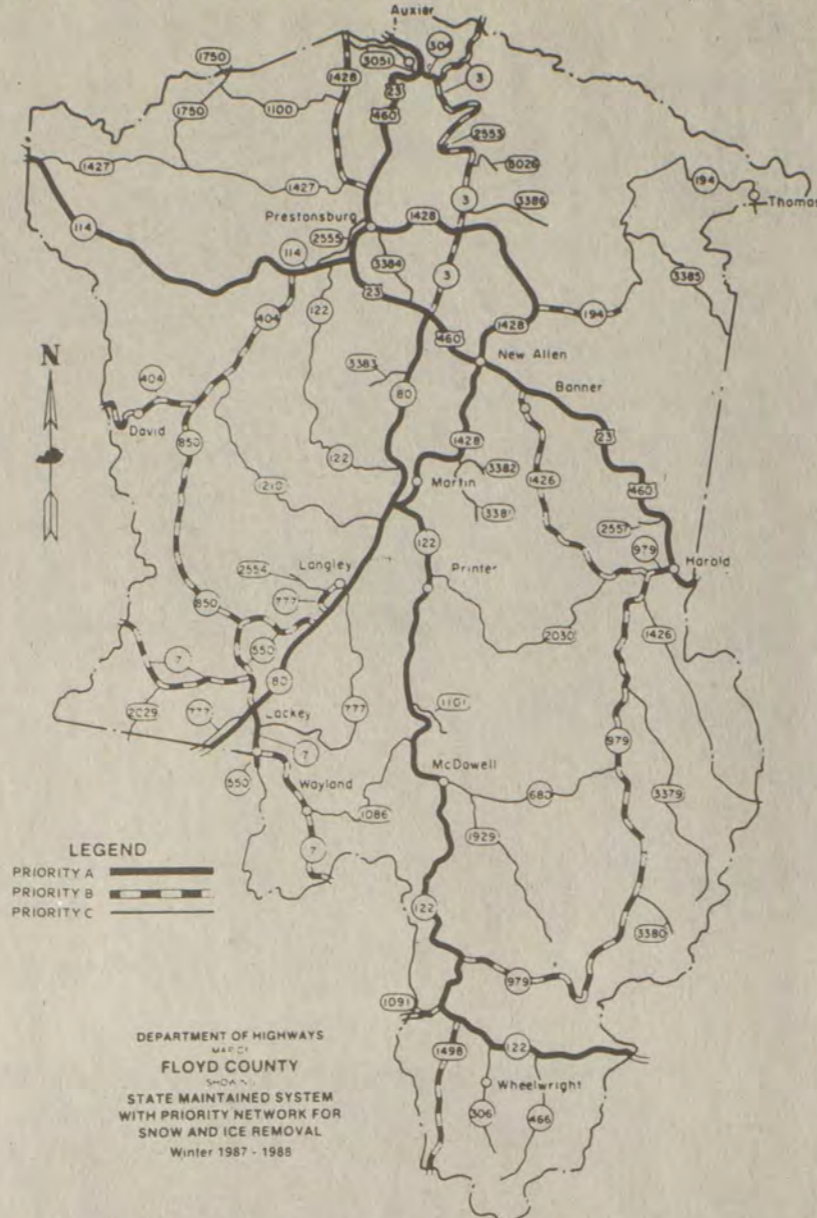 Auxier
1750
3051
304
1428
3
23
1750
1100
460
2553
1427
5026
1427
194
3
3386
Thomas
114
Prestonsburg
1428
2555
114
3384
3385
3
122
23
404
1428
194
460
N
New Allen
3383
404
80
Banner
David
850
1428
23
122
3382
1426
460
1210
Martin
3381
2557
122
979
Langley
Printer
Harold
2554
777
850
550
2030
1426
7
80
1101
2029
777
Lackey
777
979
7
McDowell
550
Wayland
680
3379
1086
1929
LEGEND
7
PRIORITY A
PRIORITY B
PRIORITY C
122
3380
979
1091
DEPARTMENT OF HIGHWAYS
MAP OF
FLOYD COUNTY
SHOWING
STATE MAINTAINED SYSTEM
WITH PRIORITY NETWORK FOR
SNOW AND ICE REMOVAL
Winter 1987 - 1988
1498
122
Wheelwright
306
466